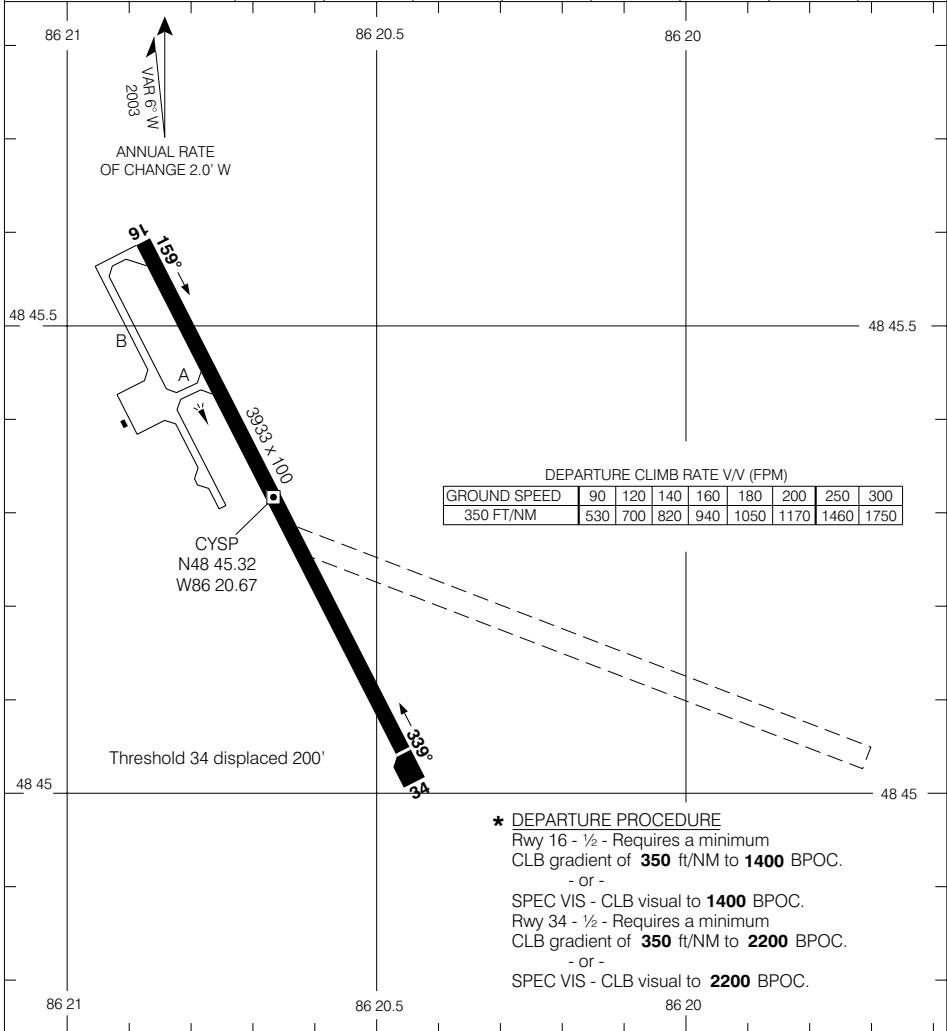 86 21
86 20.5
86 20
VAR 6° W
2003
ANNUAL RATE
OF CHANGE 2.0' W
16
159°
48 45.5
48 45.5
B
A
3933 x 100
DEPARTURE CLIMB RATE V/V (FPM)
GROUND SPEED 90 120 140 160 180 200 250 300
350 FT/NM 530 700 820 940 1050 1170 1460 1750
CYSP
N48 45.32
W86 20.67
339°
Threshold 34 displaced 200'
34
48 45
48 45
* DEPARTURE PROCEDURE
Rwy 16 - ½ - Requires a minimum
CLB gradient of 350 ft/NM to 1400 BPOC.
- or -
SPEC VIS - CLB visual to 1400 BPOC.
Rwy 34 - ½ - Requires a minimum
CLB gradient of 350 ft/NM to 2200 BPOC.
- or -
SPEC VIS - CLB visual to 2200 BPOC.
86 21
86 20.5
86 20